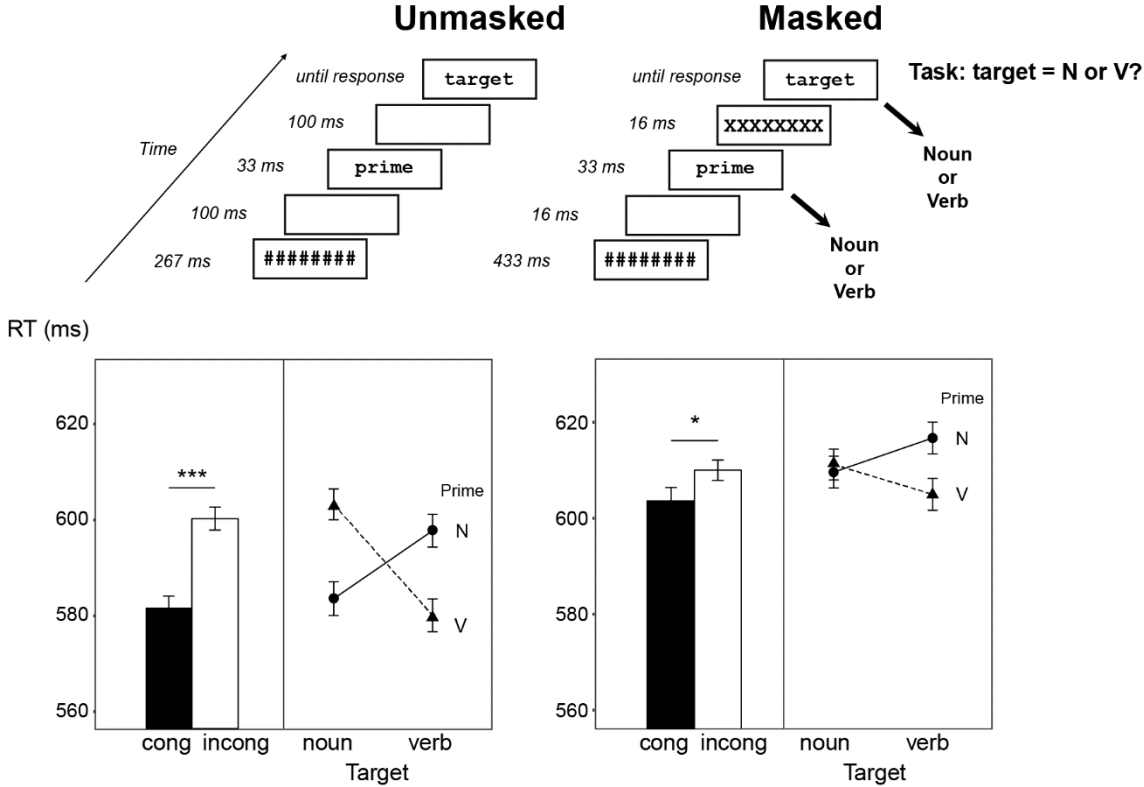 Unmasked
Masked
until response
target
100 ms
Time
33 ms
prime
100 ms
267 ms
########
until response
target
Task: target = N or V?
16 ms
XXXXXXXX
33 ms
prime
Noun
or
Verb
16 ms
433 ms
########
Noun
or
Verb
RT (ms)
620
600
580
560
***
Prime
N
V
cong incong noun verb
Target
620
600
580
560
*
Prime
N
V
cong incong noun verb
Target